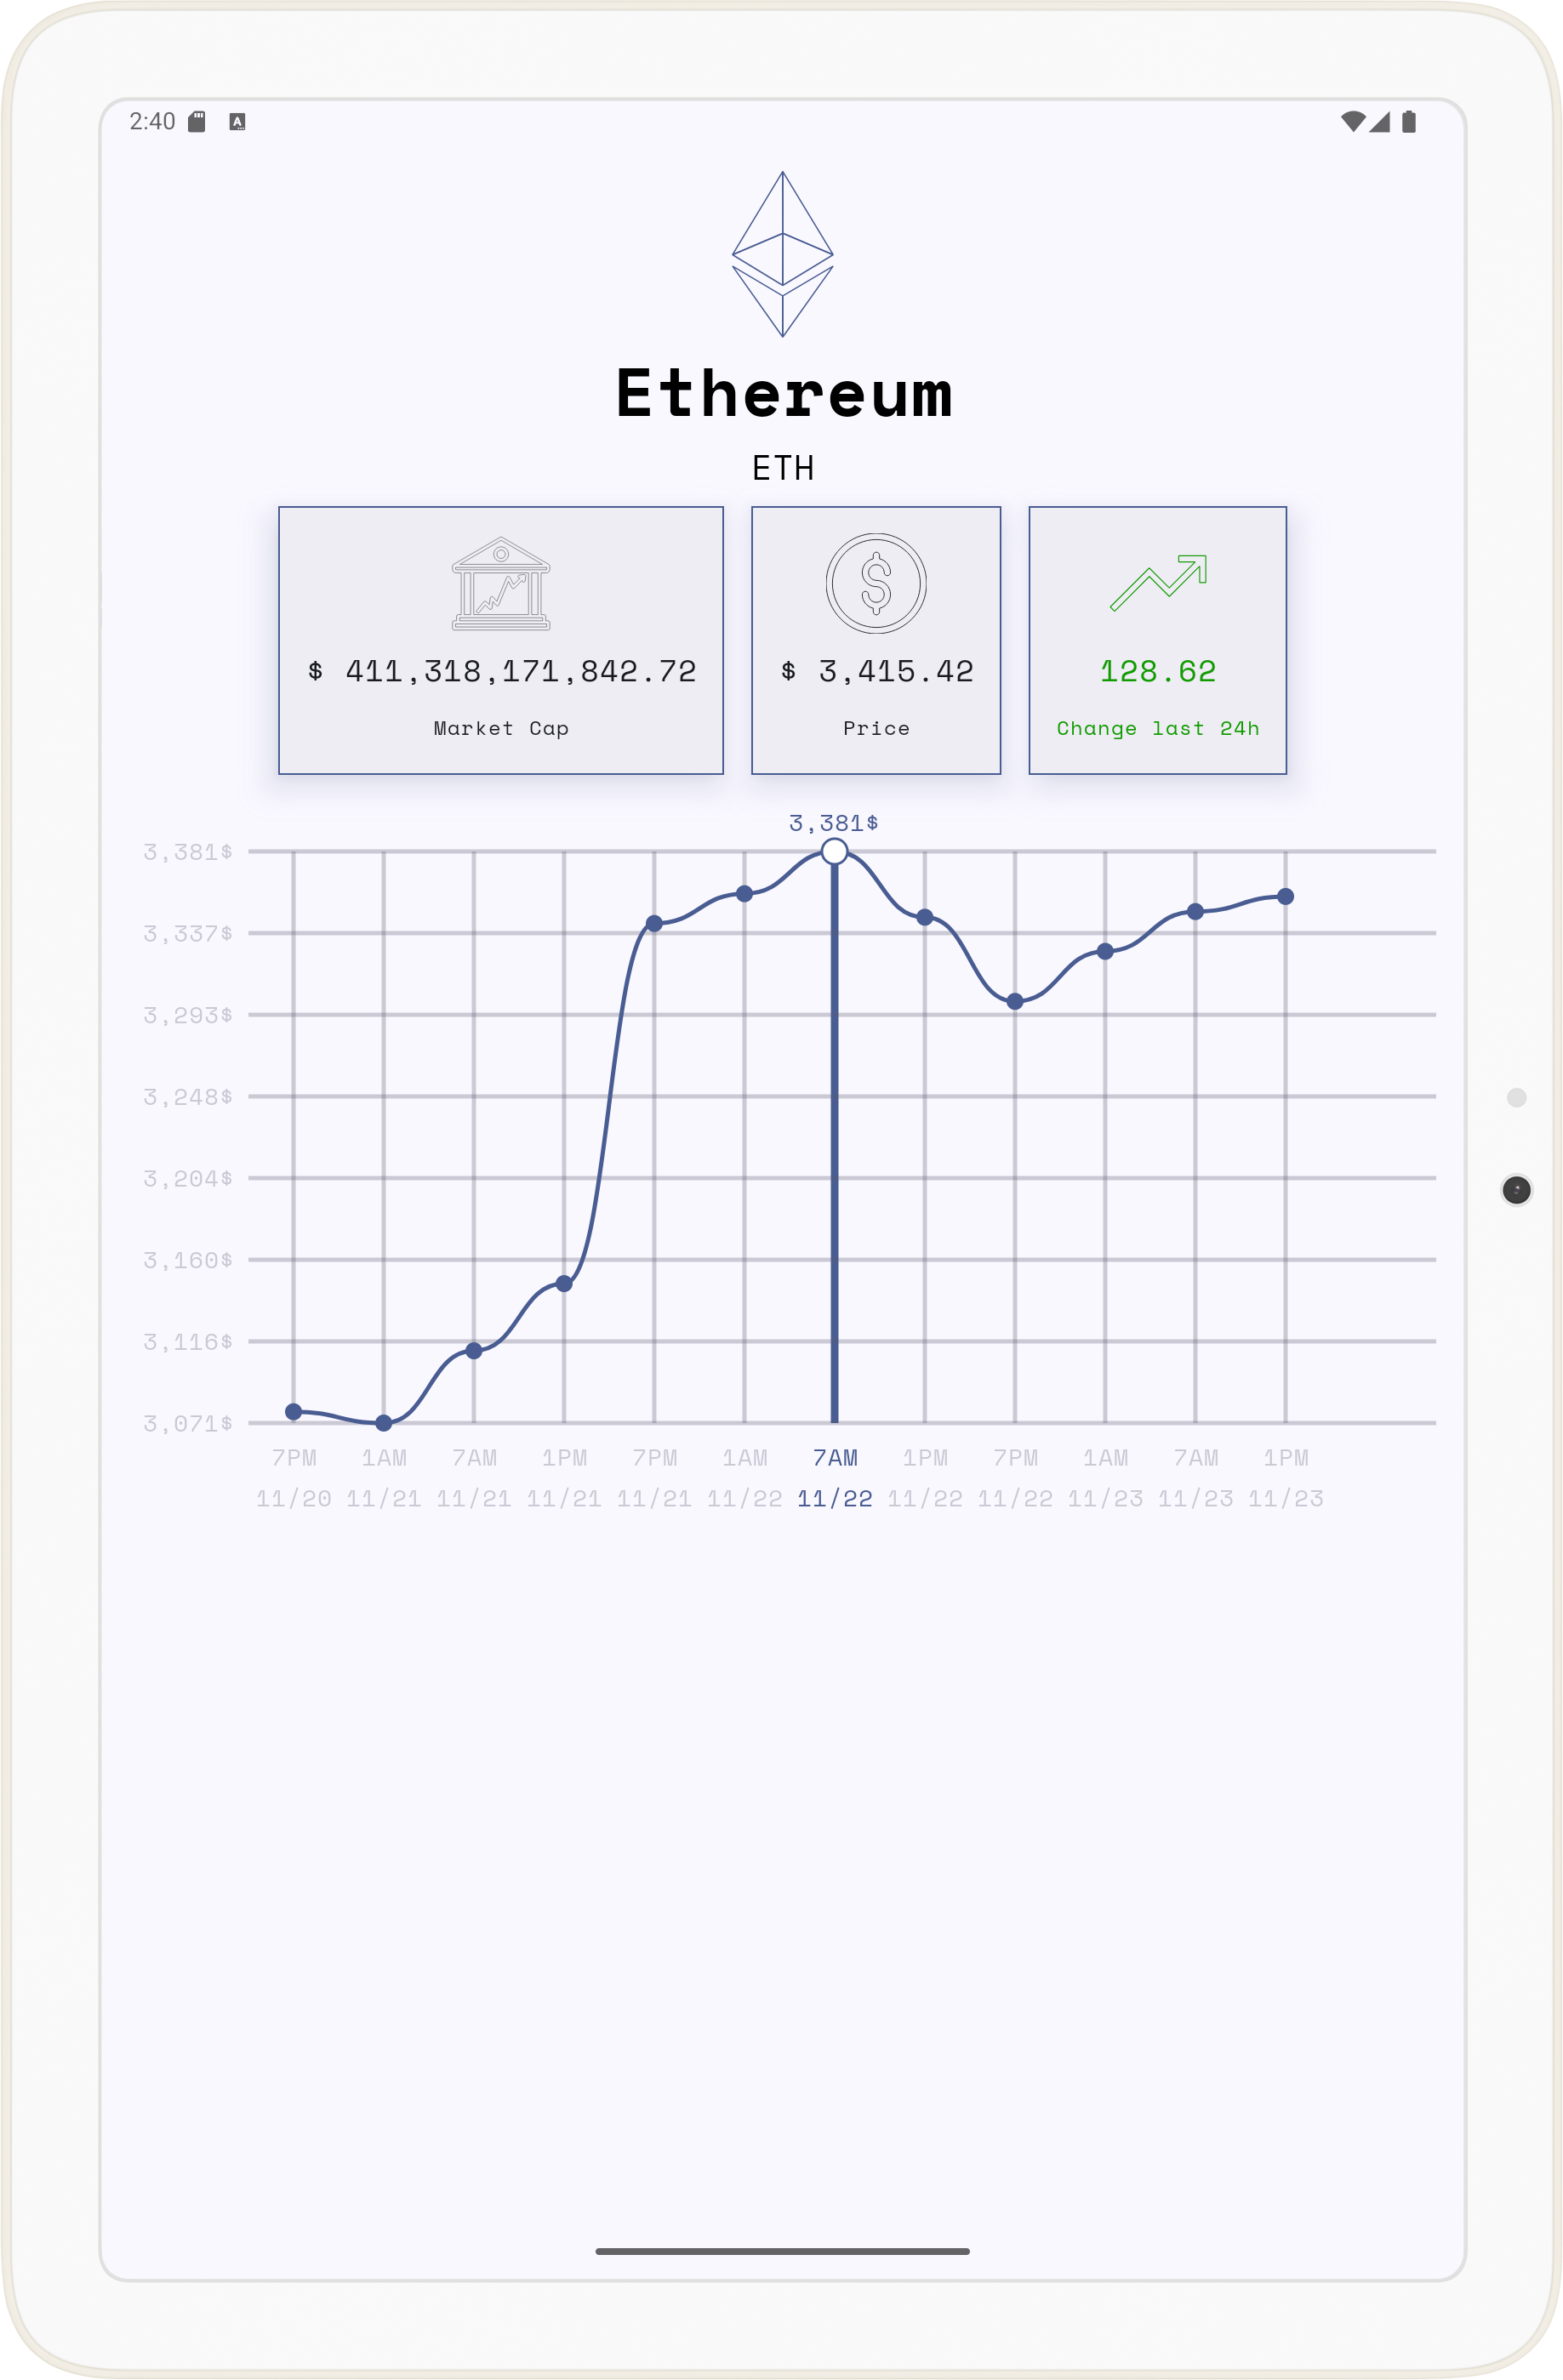 2:40
Ethereum
ETH
$ 411,318,171,842.72
Market Cap
$ 3,415.42
Price
128.62
Change last 24h
3,381$
3,381$
3,337$
3,293$
3,248$
3,204$
3,160$
3,116$
3,071$
7PM 1AM 7AM 1PM 7PM 1AM 7AM 1PM 7PM 1AM 7AM 1PM
11/20 11/21 11/21 11/21 11/21 11/22 11/22 11/22 11/22 11/23 11/23 11/23